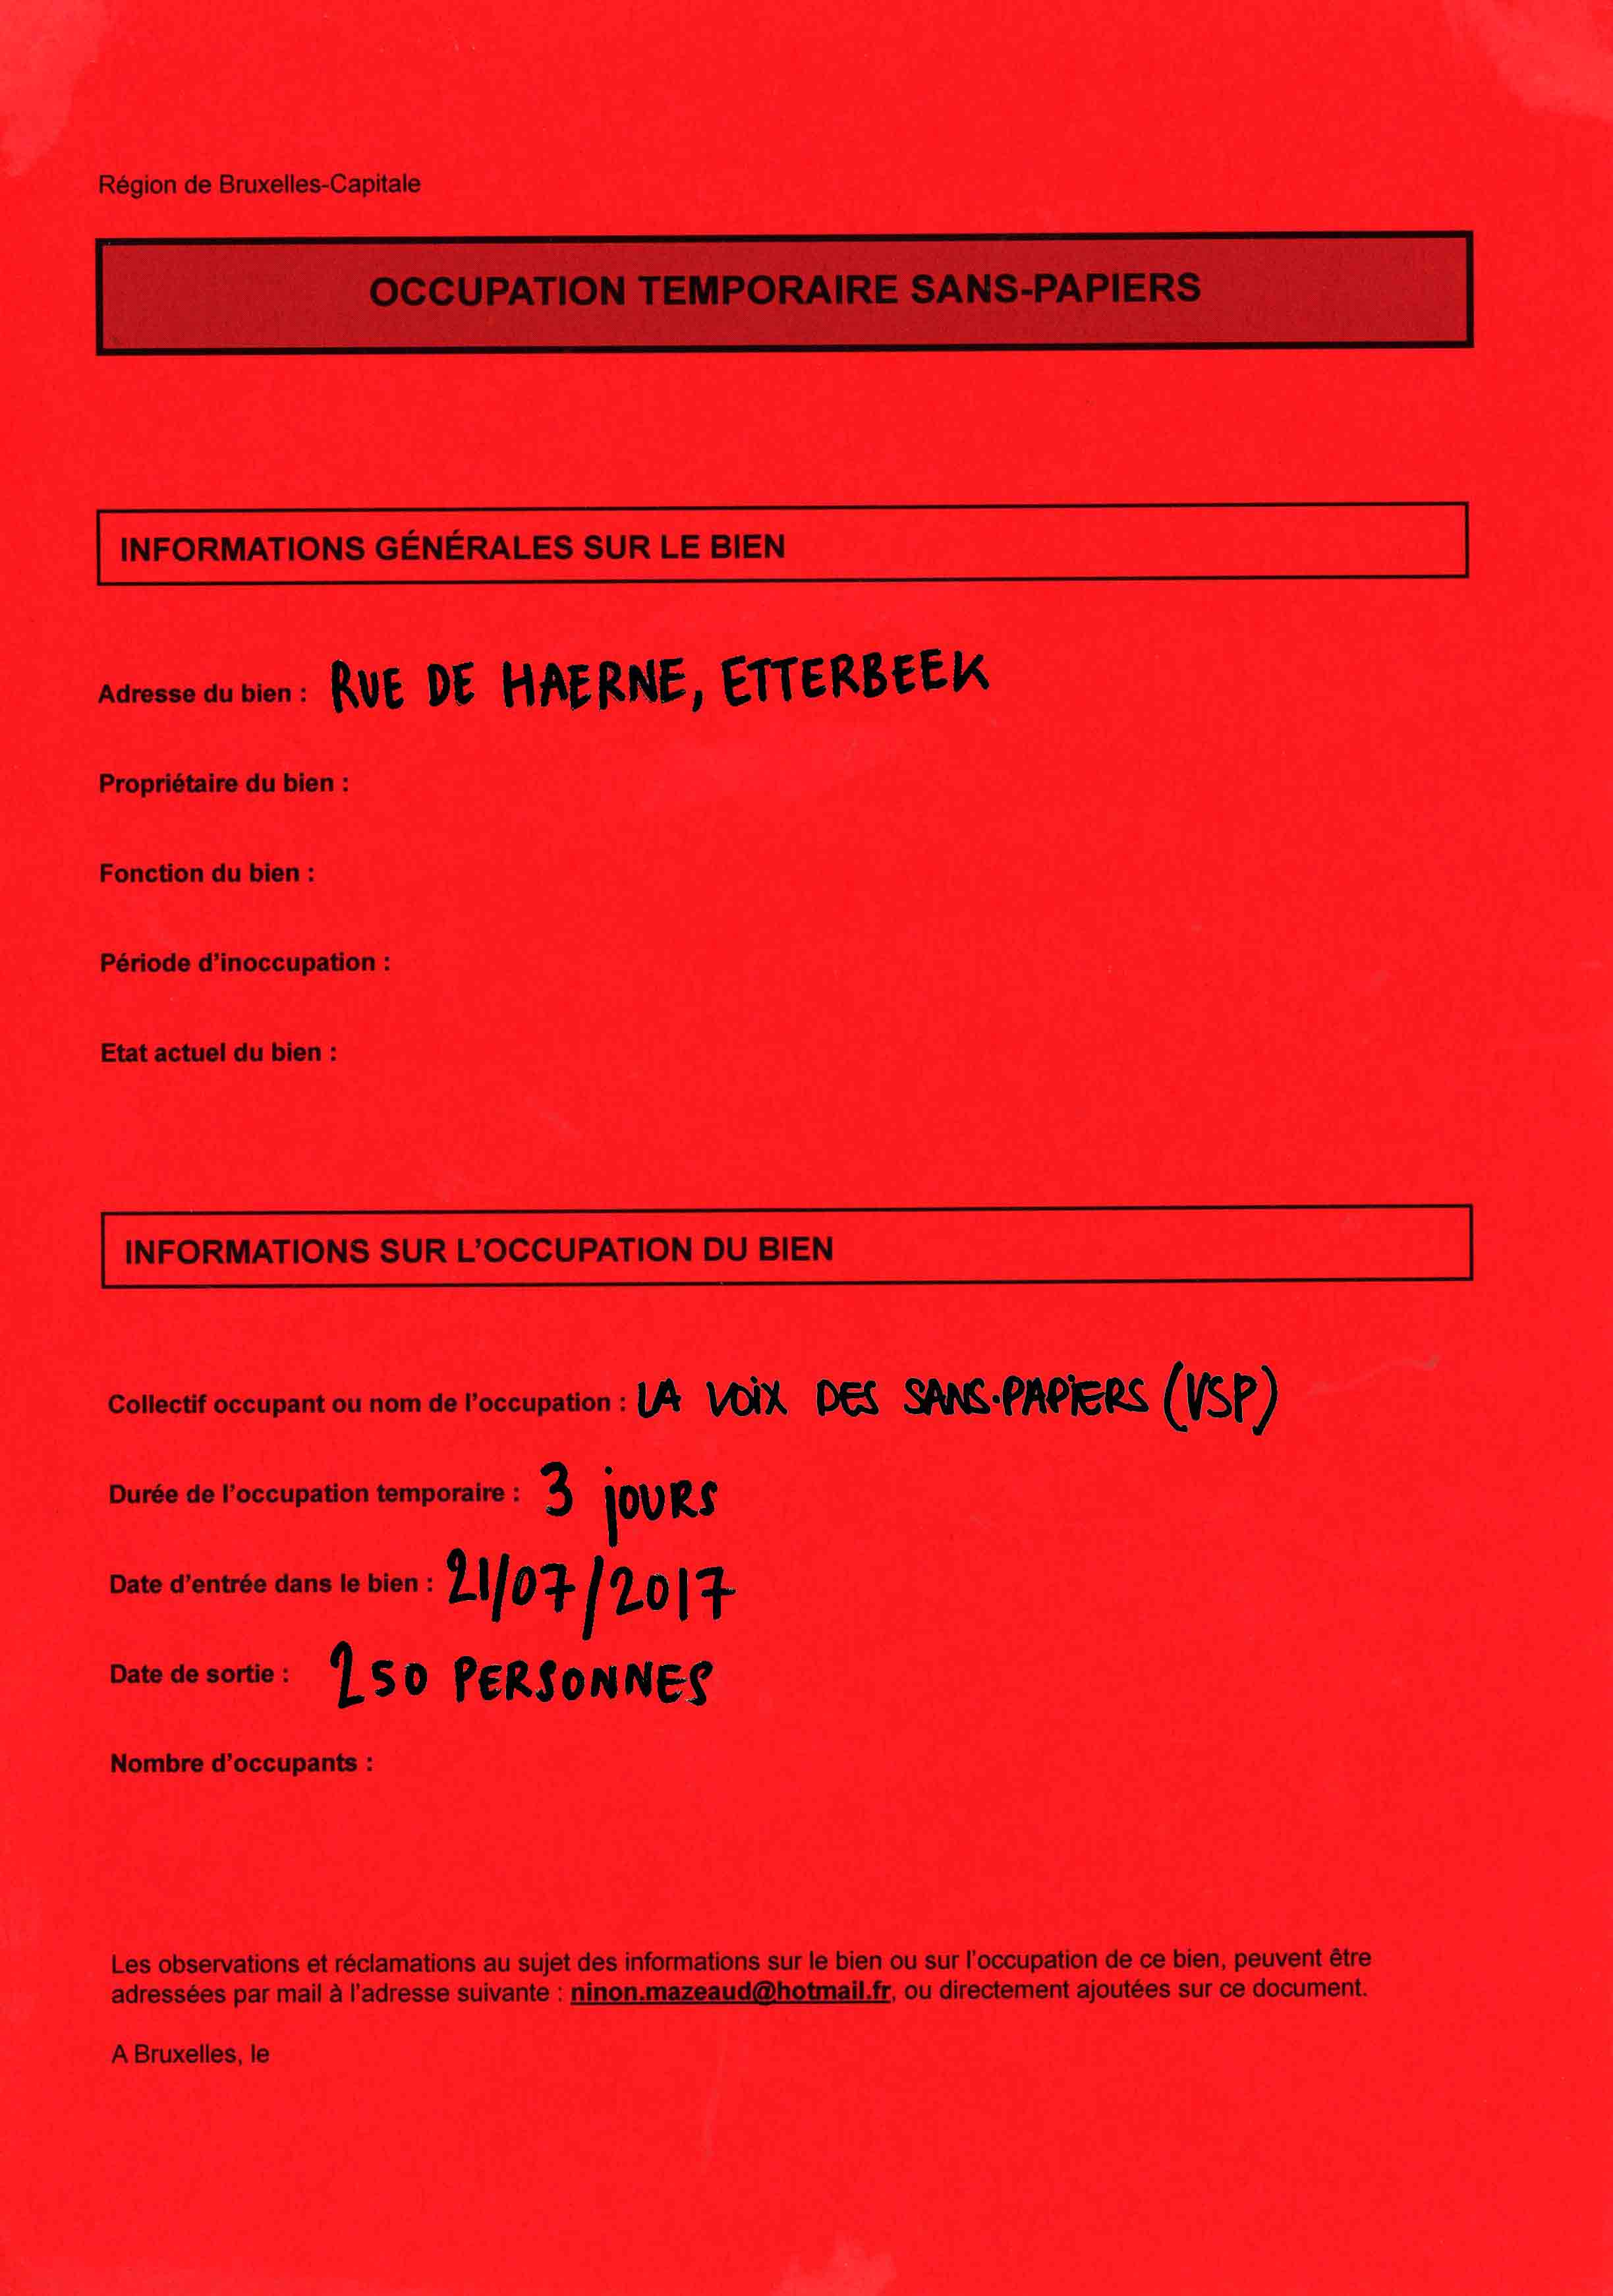 Région de Bruxelles-Capitale
OCCUPATION TEMPORAIRE SANS-PAPIERS
INFORMATIONS GÉNÉRALES SUR LE BIEN
Adresse du bien : RUE DE HAERNE, ETTERBEEK
Propriétaire du bien :
Fonction du bien :
Période d'inoccupation :
Etat actuel du bien :
INFORMATIONS SUR L'OCCUPATION DU BIEN
Collectif occupant ou nom de l'occupation : LA VOIX DES SANS-PAPIERS (VSP)
Durée de l'occupation temporaire : 3 JOURS
Date d'entrée dans le bien : 21/07/2017
Date de sortie : 250 PERSONNES
Nombre d'occupants :
Les observations et réclamations au sujet des informations sur le bien ou sur l'occupation de ce bien, peuvent être
adressées par mail à l'adresse suivante : ninon.mazeaud@hotmail.fr, ou directement ajoutées sur ce document.
A Bruxelles, le